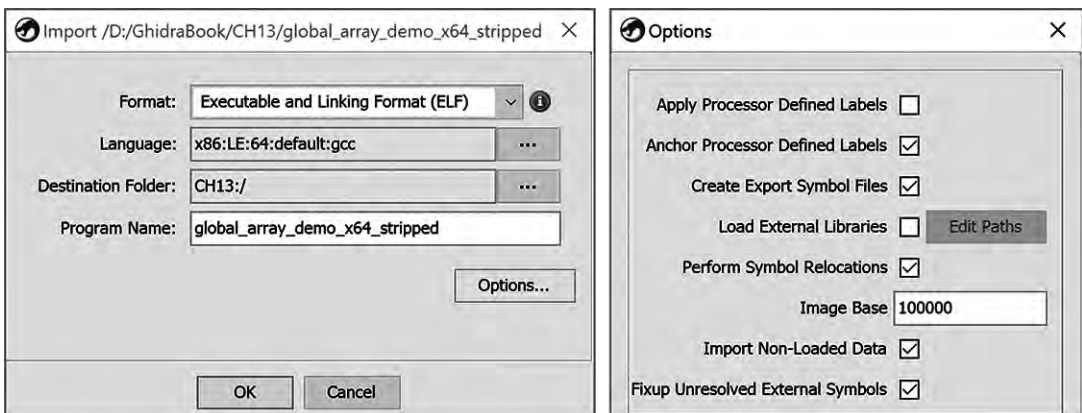 Import /D:/GhidraBook/CH13/global_array_demo_x64_stripped
Format: Executable and Linking Format (ELF)
Language: x86:LE:64:default:gcc ...
Destination Folder: CH13:/ ...
Program Name: global_array_demo_x64_stripped
Options...
OK Cancel
Options
Apply Processor Defined Labels
Anchor Processor Defined Labels
Create Export Symbol Files
Load External Libraries Edit Paths
Perform Symbol Relocations
Image Base 100000
Import Non-Loaded Data
Fixup Unresolved External Symbols